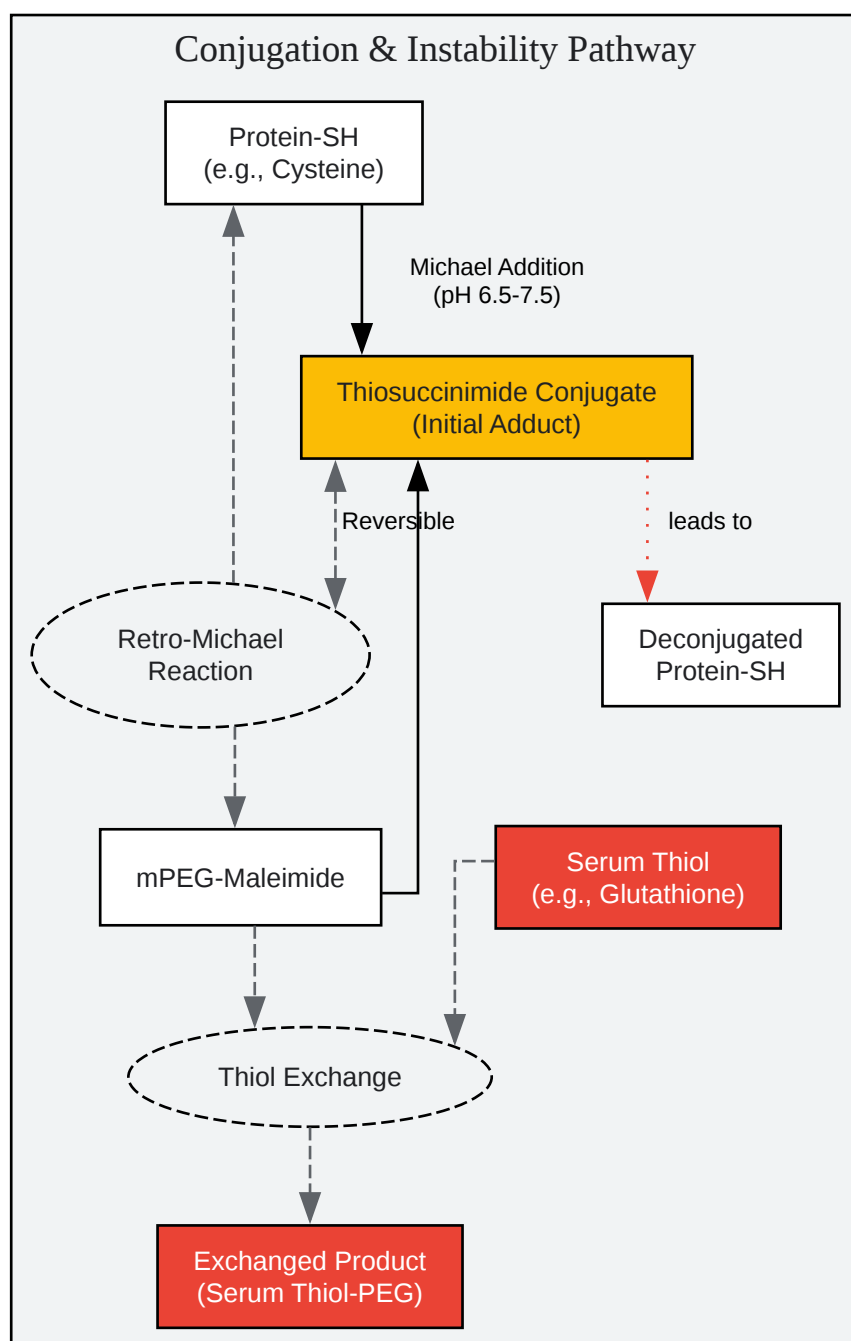 Conjugation & Instability Pathway
Protein-SH
(e.g., Cysteine)
Michael Addition
(pH 6.5-7.5)
Thiosuccinimide Conjugate
(Initial Adduct)
Reversible
leads to
Retro-Michael
Reaction
Deconjugated
Protein-SH
mPEG-Maleimide
Serum Thiol
(e.g., Glutathione)
Thiol Exchange
Exchanged Product
(Serum Thiol-PEG)